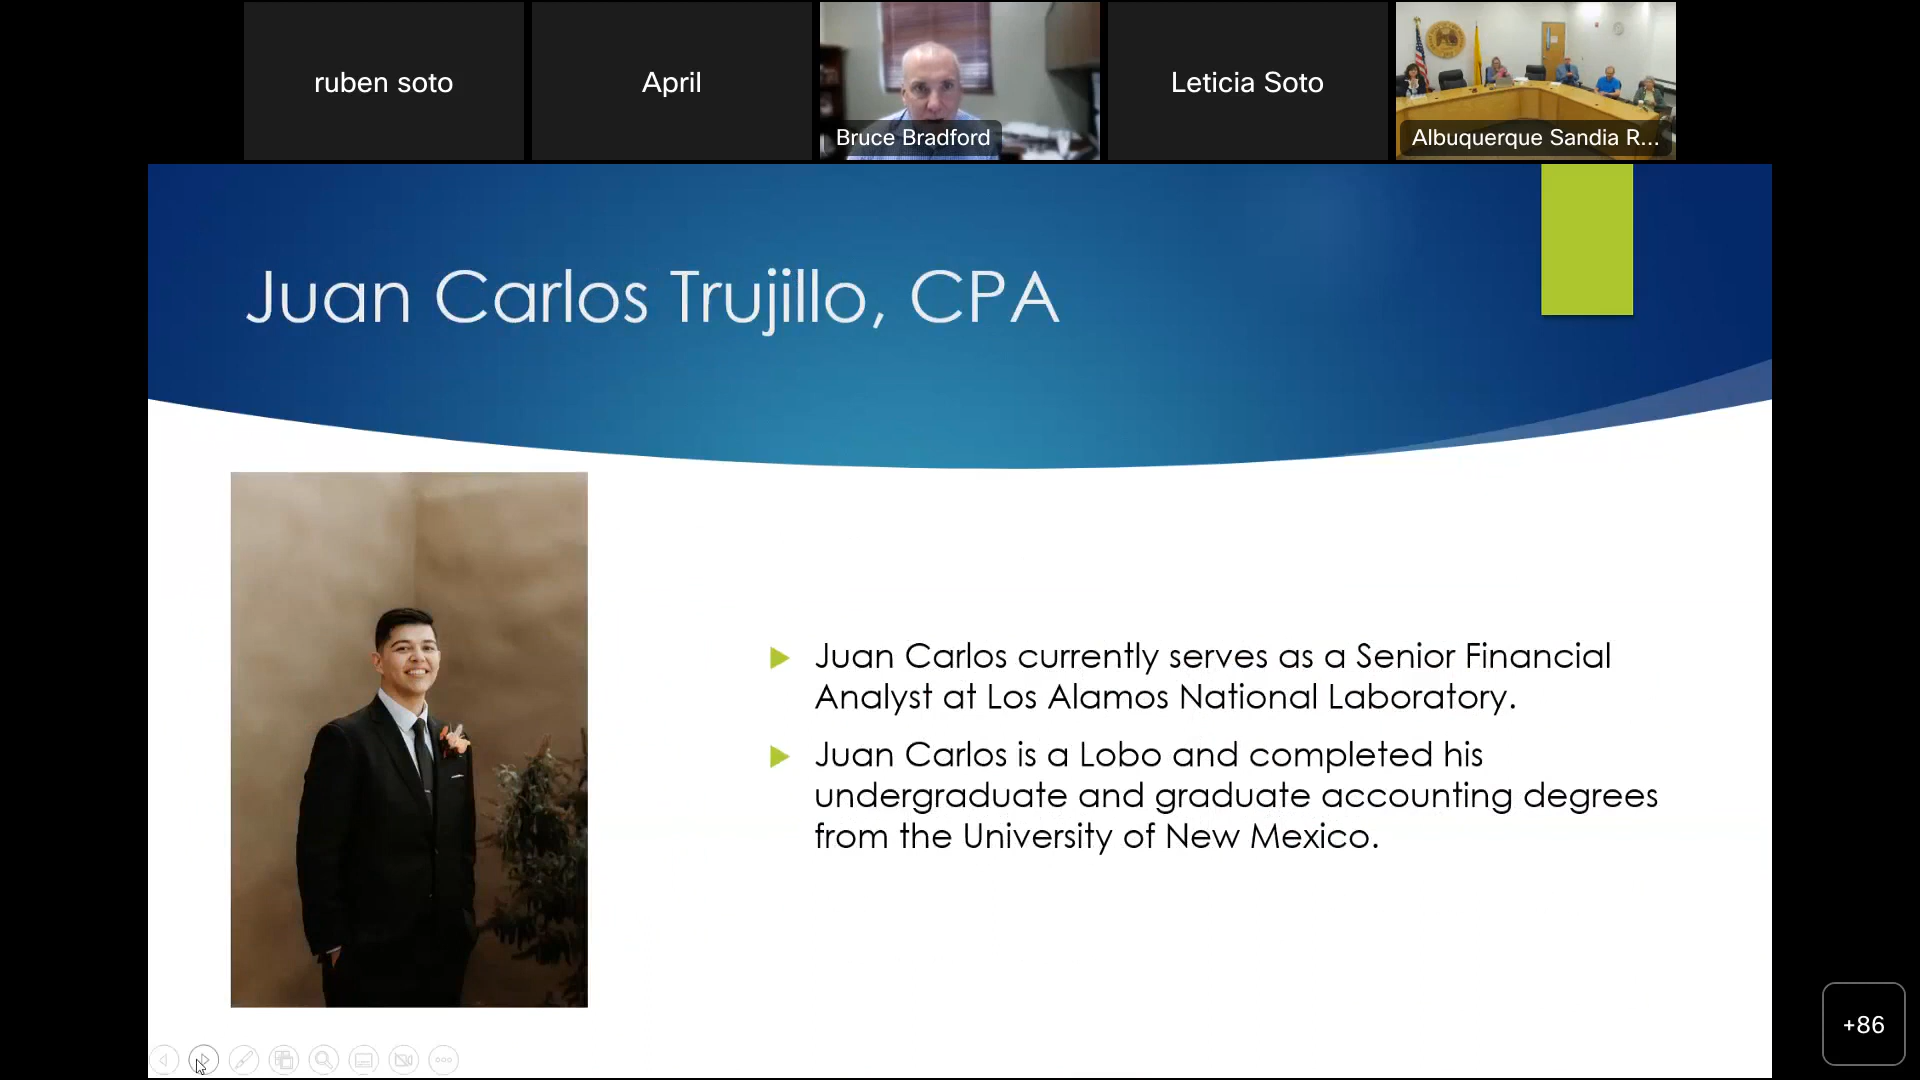 ruben soto
April
Bruce Bradford
Leticia Soto
Albuquerque Sandia R...
Juan Carlos Trujillo, CPA
Juan Carlos currently serves as a Senior Financial
Analyst at Los Alamos National Laboratory.
Juan Carlos is a Lobo and completed his
undergraduate and graduate accounting degrees
from the University of New Mexico.
+86